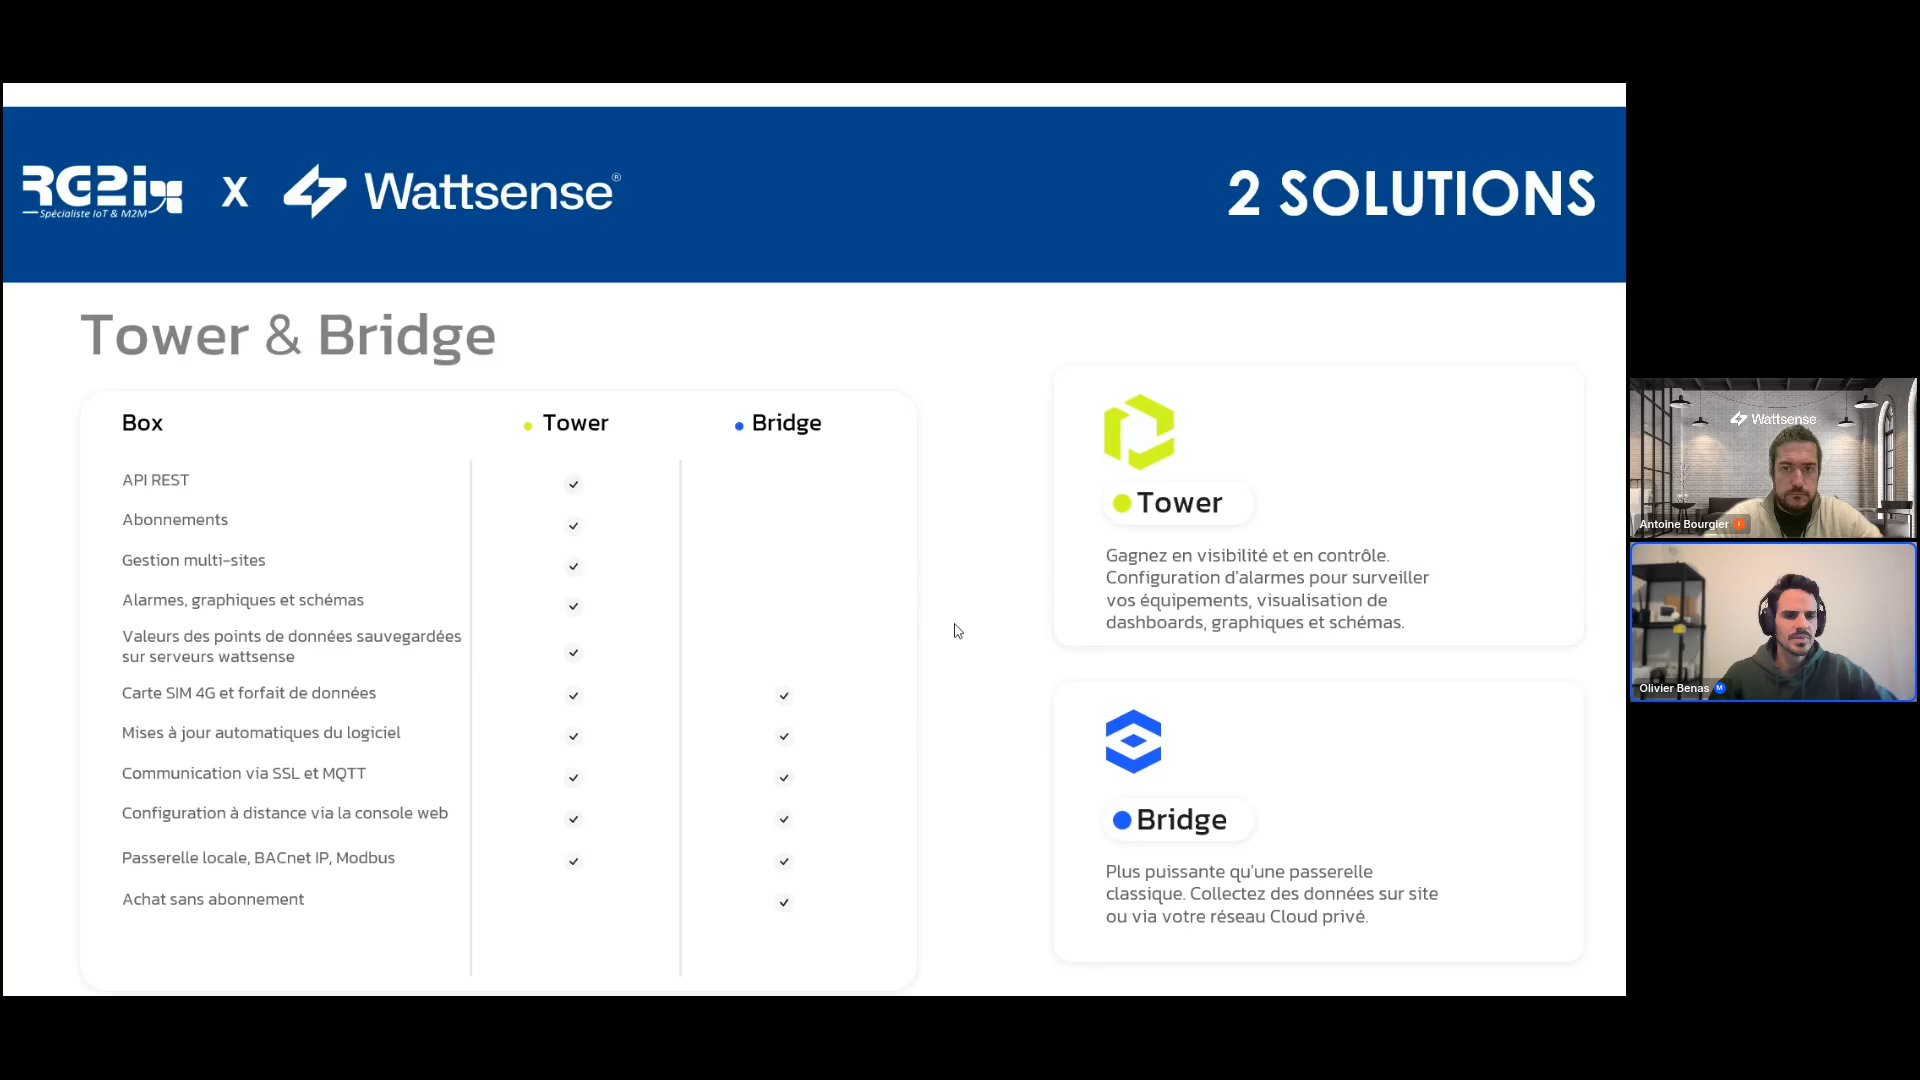 RG2i
Spécialiste IoT & M2M
X
Wattsense®
2 SOLUTIONS
Tower & Bridge
Box
Tower
Bridge
API REST
Abonnements
Gestion multi-sites
Alarmes, graphiques et schémas
Valeurs des points de données sauvegardées
sur serveurs wattsense
Carte SIM 4G et forfait de données
Mises à jour automatiques du logiciel
Communication via SSL et MQTT
Configuration à distance via la console web
Passerelle locale, BACnet IP, Modbus
Achat sans abonnement
Tower
Gagnez en visibilité et en contrôle.
Configuration d'alarmes pour surveiller
vos équipements, visualisation de
dashboards, graphiques et schémas.
Bridge
Plus puissante qu'une passerelle
classique. Collectez des données sur site
ou via votre réseau Cloud privé.
Wattsense
Antoine Bourgier
Olivier Benas M